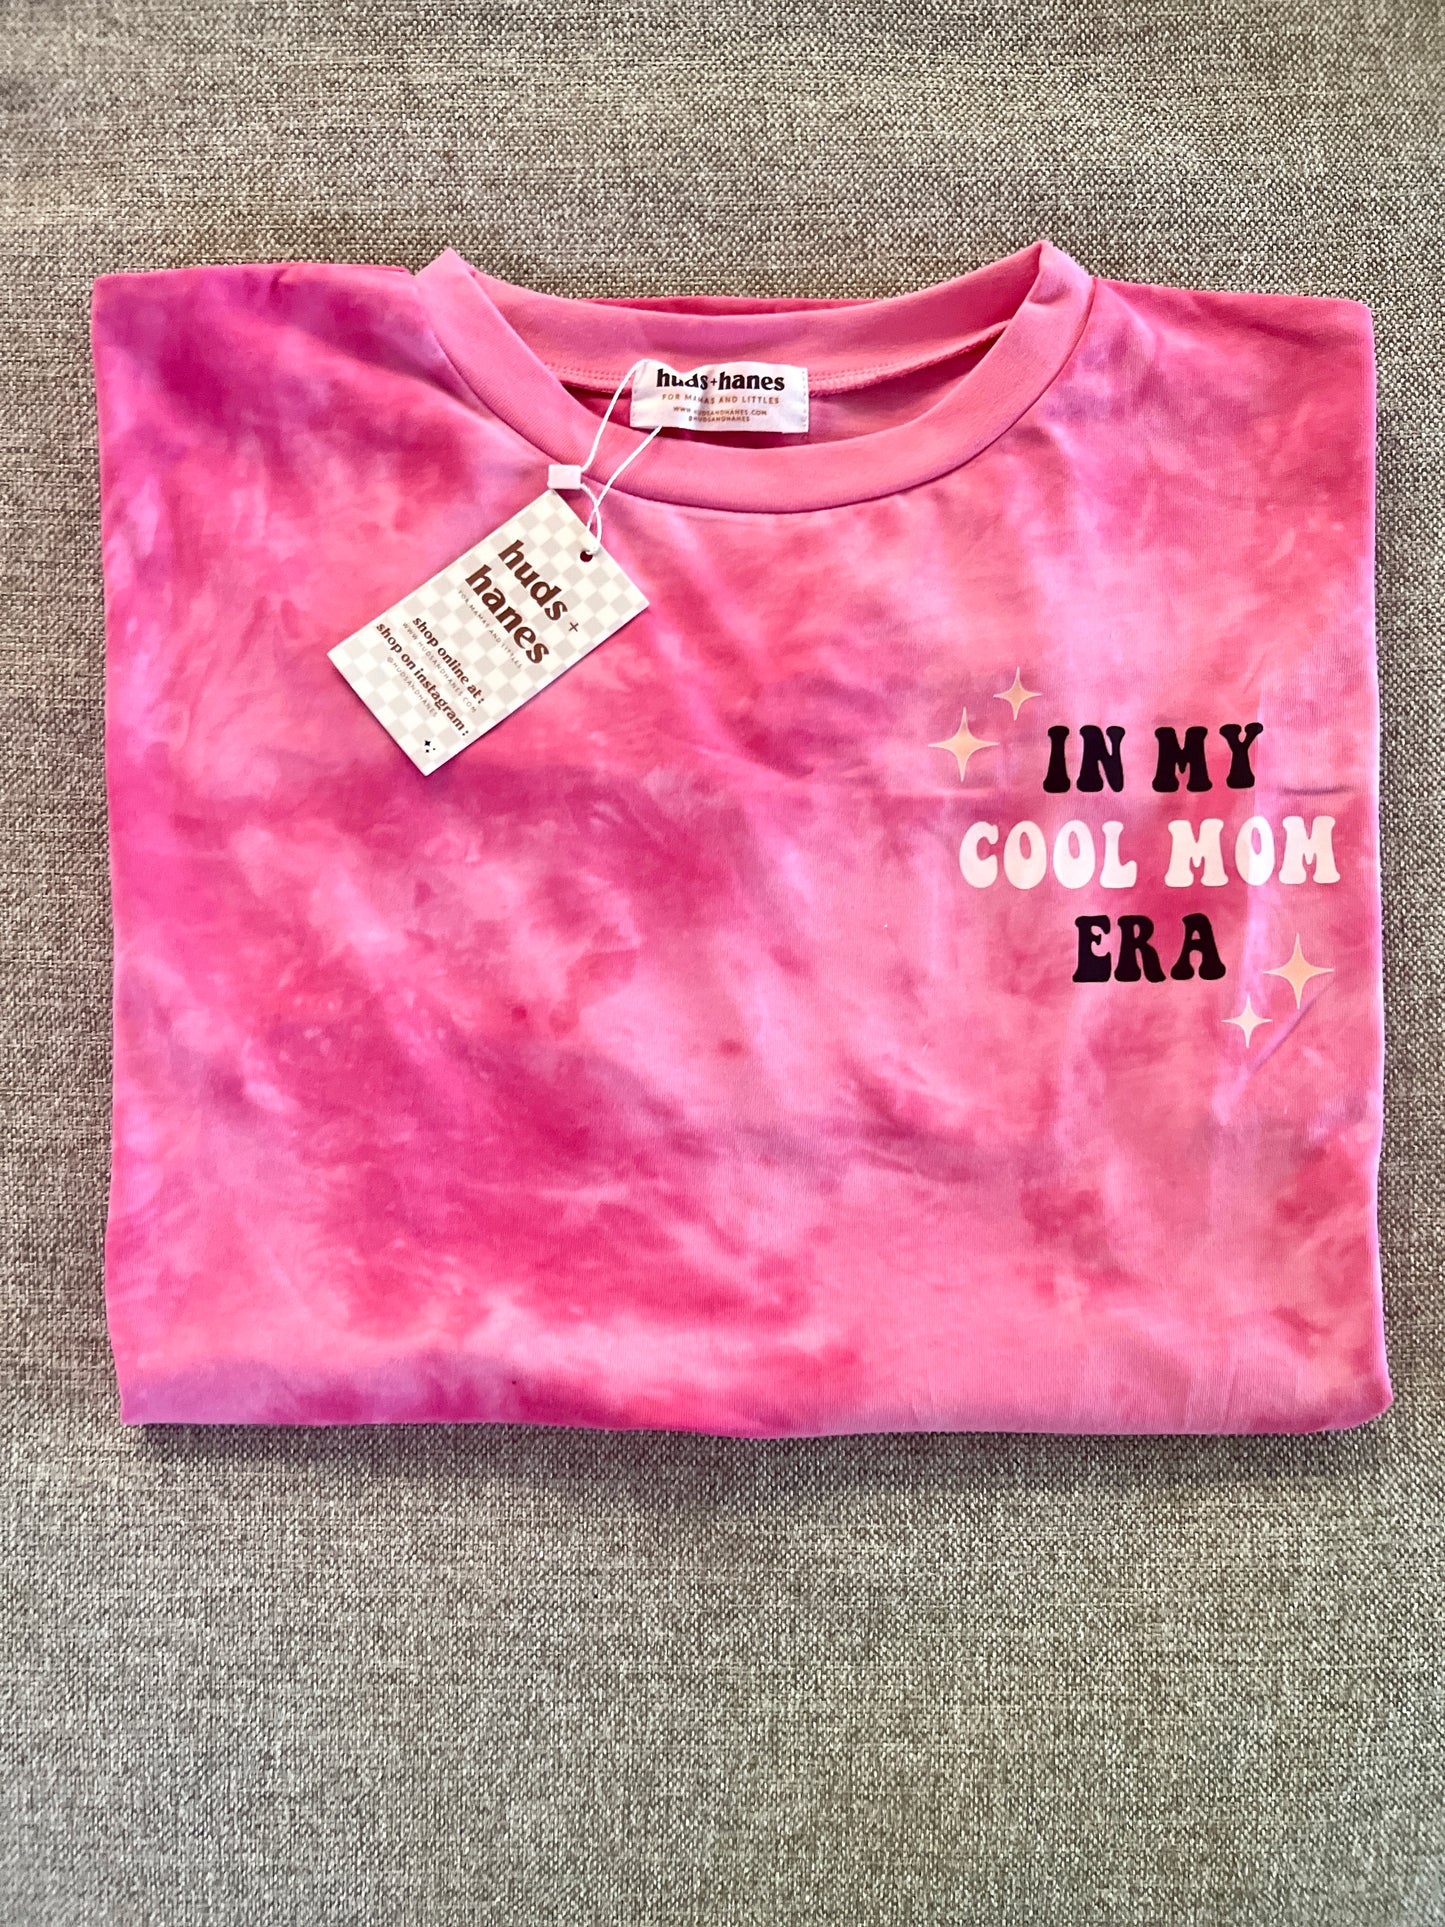 huds+hanes
FOR MAMAS AND LITTLES
WWW.HUDSANDHANES.COM
@HUDSANDHANES
huds +
hanes
FOR MAMAS AND LITTLES
shop online at:
WWW.HUDSANDHANES.COM
shop on instagram:
@HUDSANDHANES
IN MY
COOL MOM
ERA